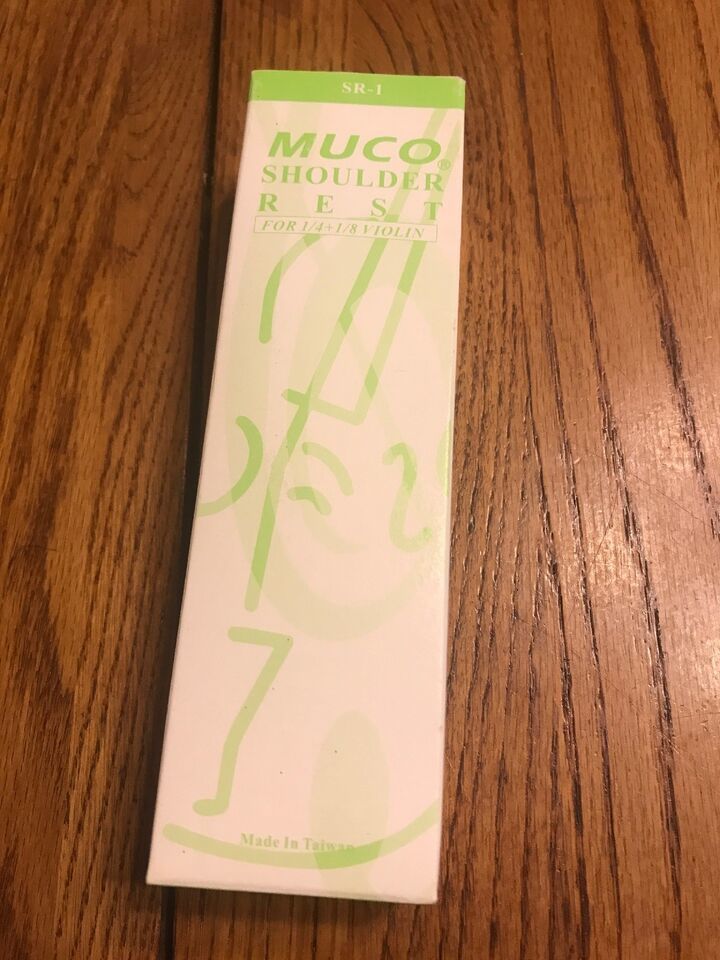 SR-1
MUCO®
SHOULDER
REST
FOR 1/4+1/8 VIOLIN
Made In Taiwan